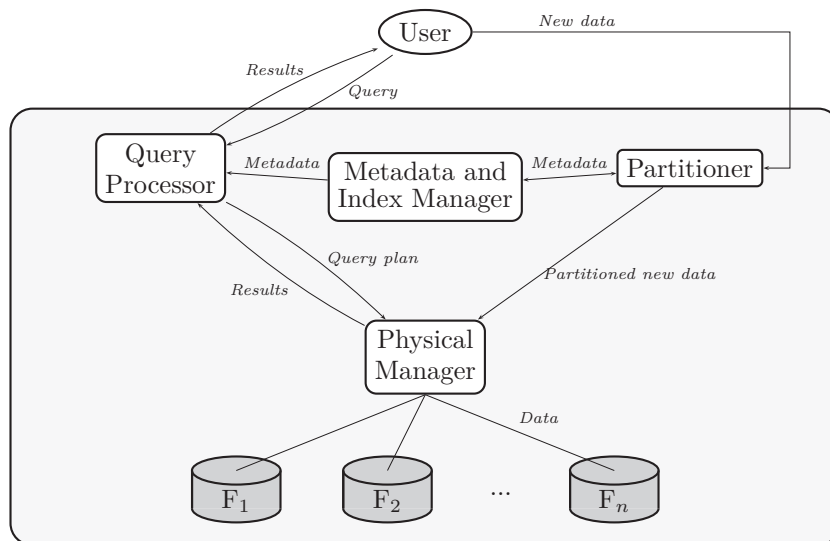 User
New data
Results
Query
Query
Processor
Metadata
Metadata and
Index Manager
Metadata
Partitioner
Query plan
Results
Partitioned new data
Physical
Manager
Data
F1
F2
...
Fn